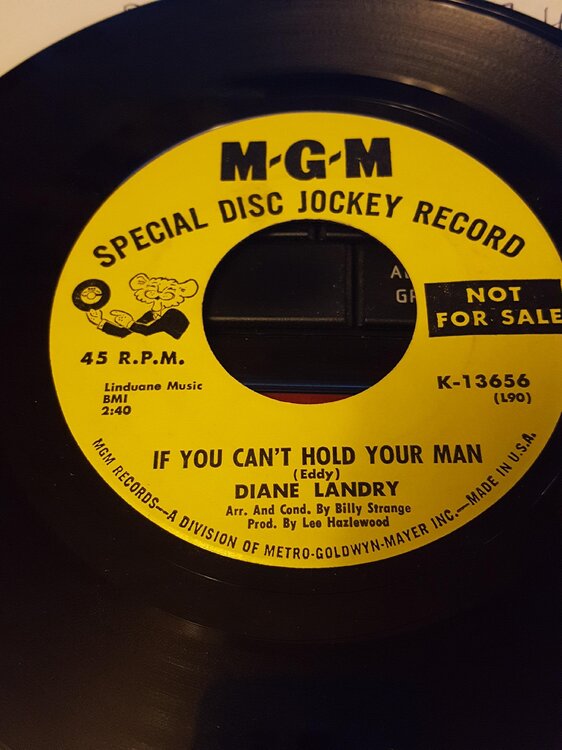 M-G-M
SPECIAL DISC JOCKEY RECORD
NOT
FOR SALE
45 R.P.M.
Linduane Music
BMI
2:40
K-13656
(L90)
IF YOU CAN'T HOLD YOUR MAN
(Eddy)
DIANE LANDRY
Arr. And Cond. By Billy Strange
Prod. By Lee Hazlewood
MGM RECORDS—A DIVISION OF METRO-GOLDWYN-MAYER INC.—MADE IN U.S.A.